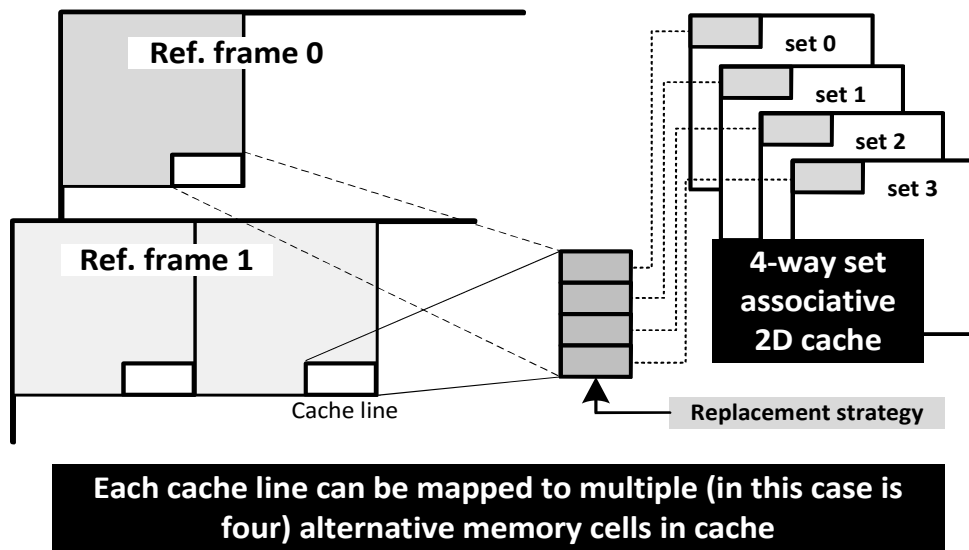 Ref. frame 0
set 0
set 1
set 2
set 3
Ref. frame 1
4-way set
associative
2D cache
Cache line
Replacement strategy
Each cache line can be mapped to multiple (in this case is
four) alternative memory cells in cache